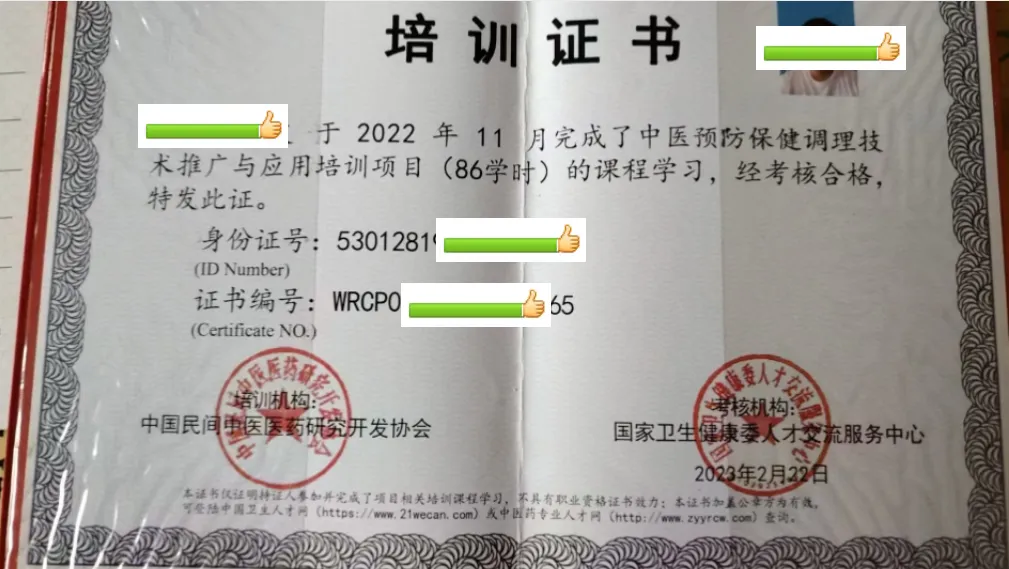 培训证书
于 2022 年 11 月完成了中医预防保健调理技
术推广与应用培训项目（86学时）的课程学习，经考核合格，
特发此证。
身份证号：53012819
(ID Number)
证书编号：WRCP0 65
(Certificate NO.)
培训机构：
中国民间中医医药研究开发协会
考核机构：
国家卫生健康委人才交流服务中心
2023年2月22日
本证书仅证明持证人参加并完成了项目相关培训课程学习，不具有职业资格证书效力；本证书加盖公章方为有效。
可登陆中国卫生人才网（https://www.21wecan.com）或中医药专业人才网（http://www.zyyrcw.com）查询。